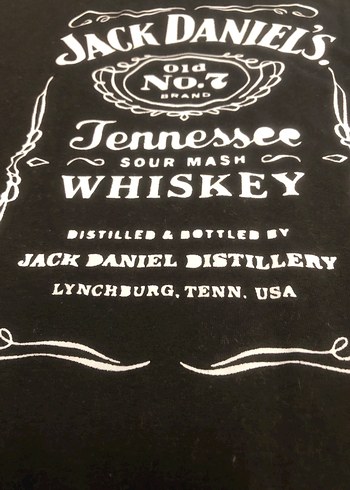 JACK DANIEL'S.
Old
No. 7
BRAND
Tennessee
SOUR MASH
WHISKEY
DISTILLED & BOTTLED BY
JACK DANIEL DISTILLERY
LYNCHBURG, TENN. USA